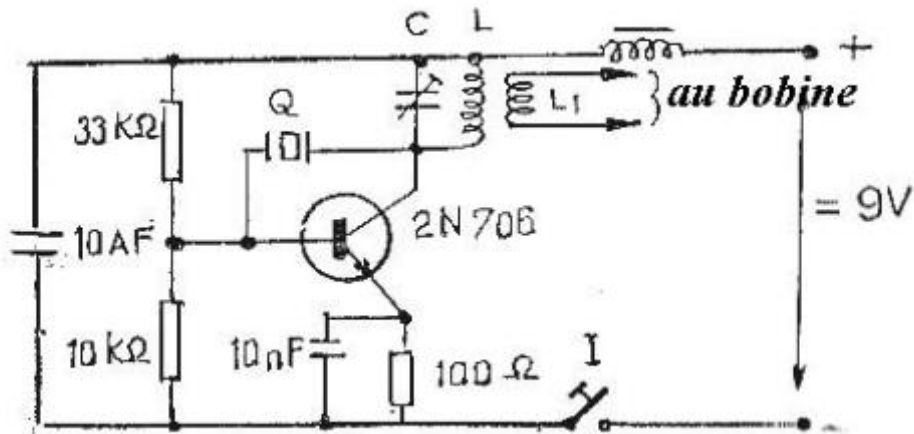 C L
+
Q
L1
au bobine
33 KΩ
2N 706
= 9V
10AF
10 KΩ
10nF
100 Ω
I
-